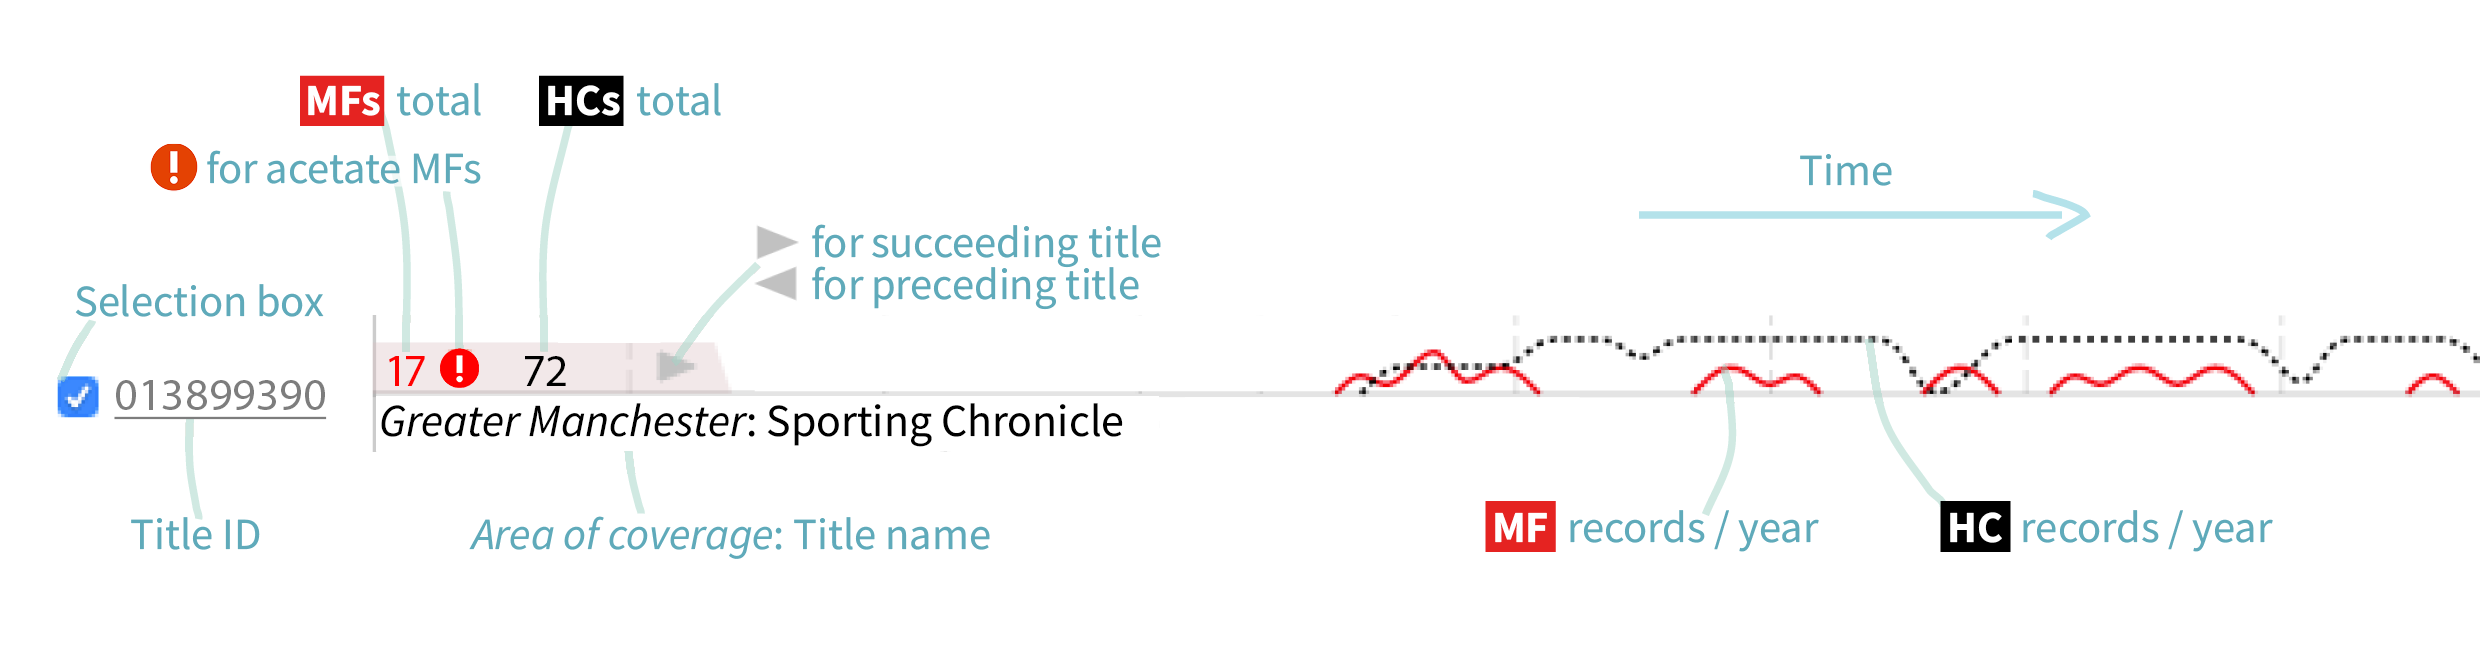 MFs total
HCs total
! for acetate MFs
Time
for succeeding title
for preceding title
Selection box
17 ! 72
013899390
Greater Manchester: Sporting Chronicle
Title ID
Area of coverage: Title name
MF records / year
HC records / year